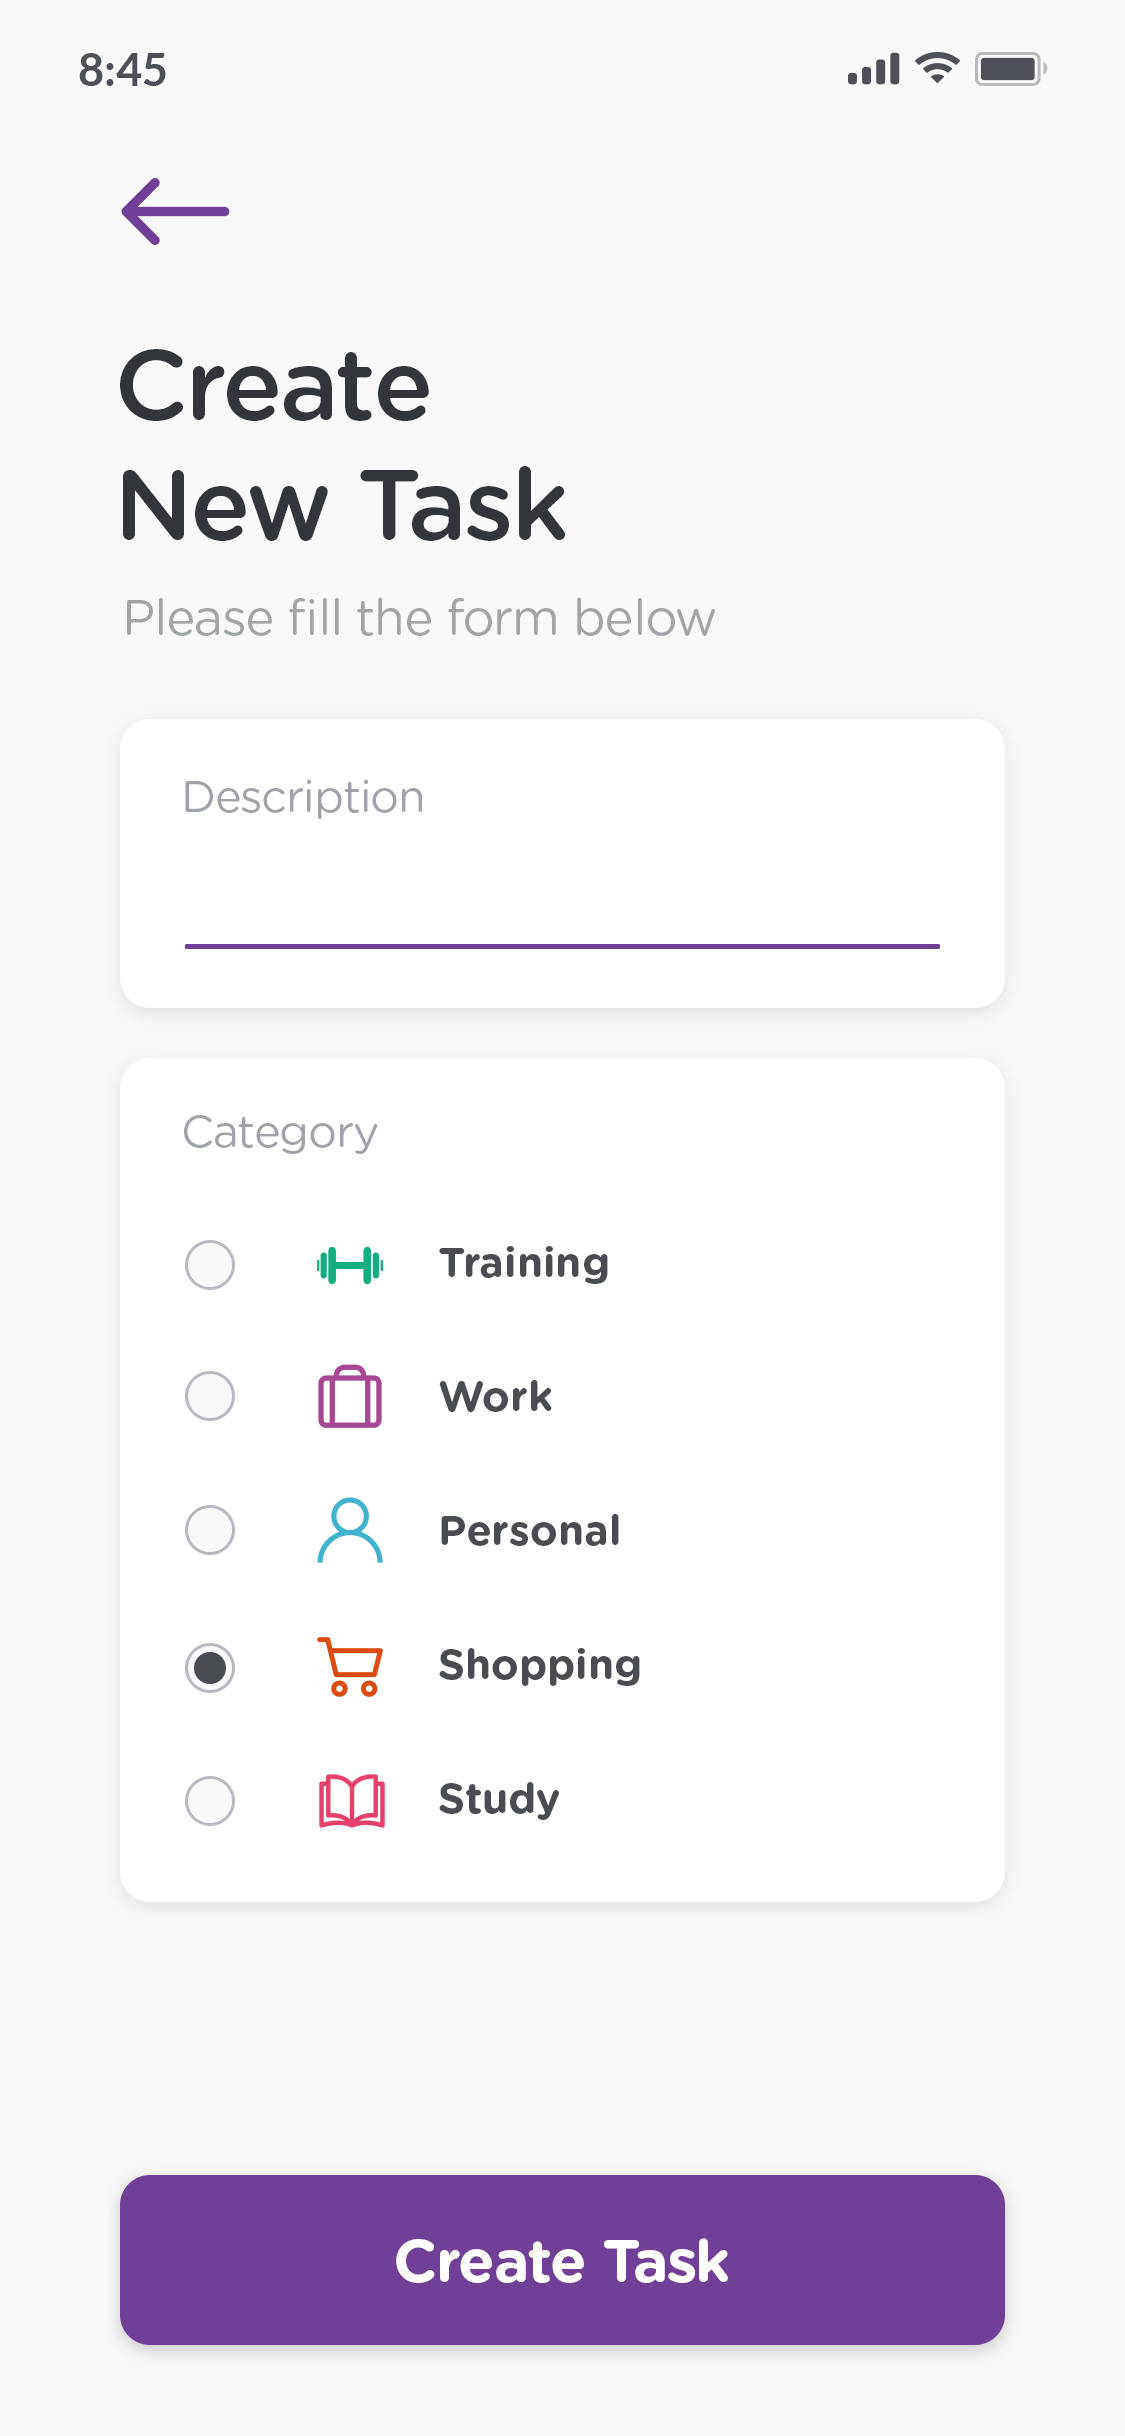 8:45
Create
New Task
Please fill the form below
Description
Category
Training
Work
Personal
Shopping
Study
Create Task